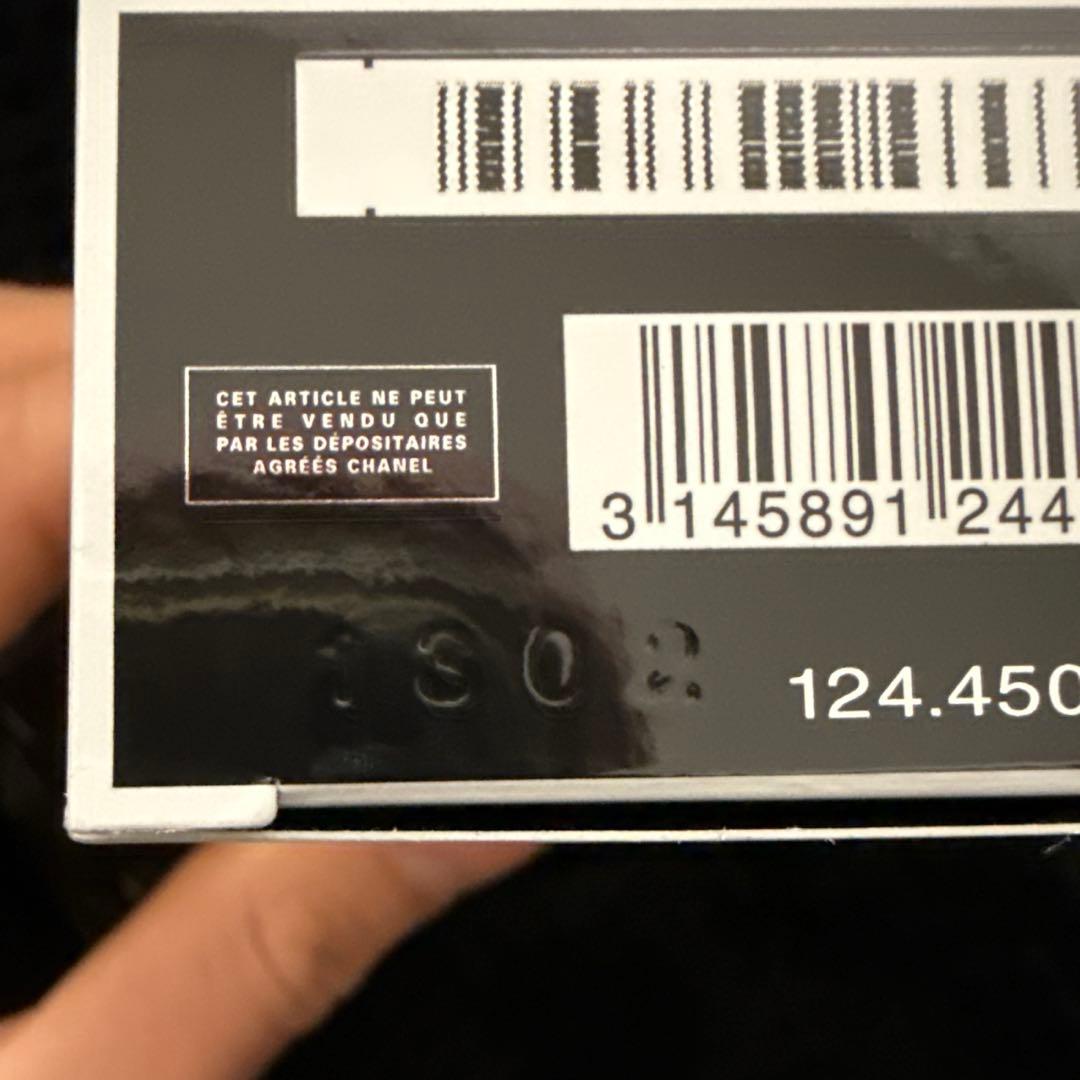 CET ARTICLE NE PEUT
ÊTRE VENDU QUE
PAR LES DÉPOSITAIRES
AGRÉÉS CHANEL
3 145891 244
124.450